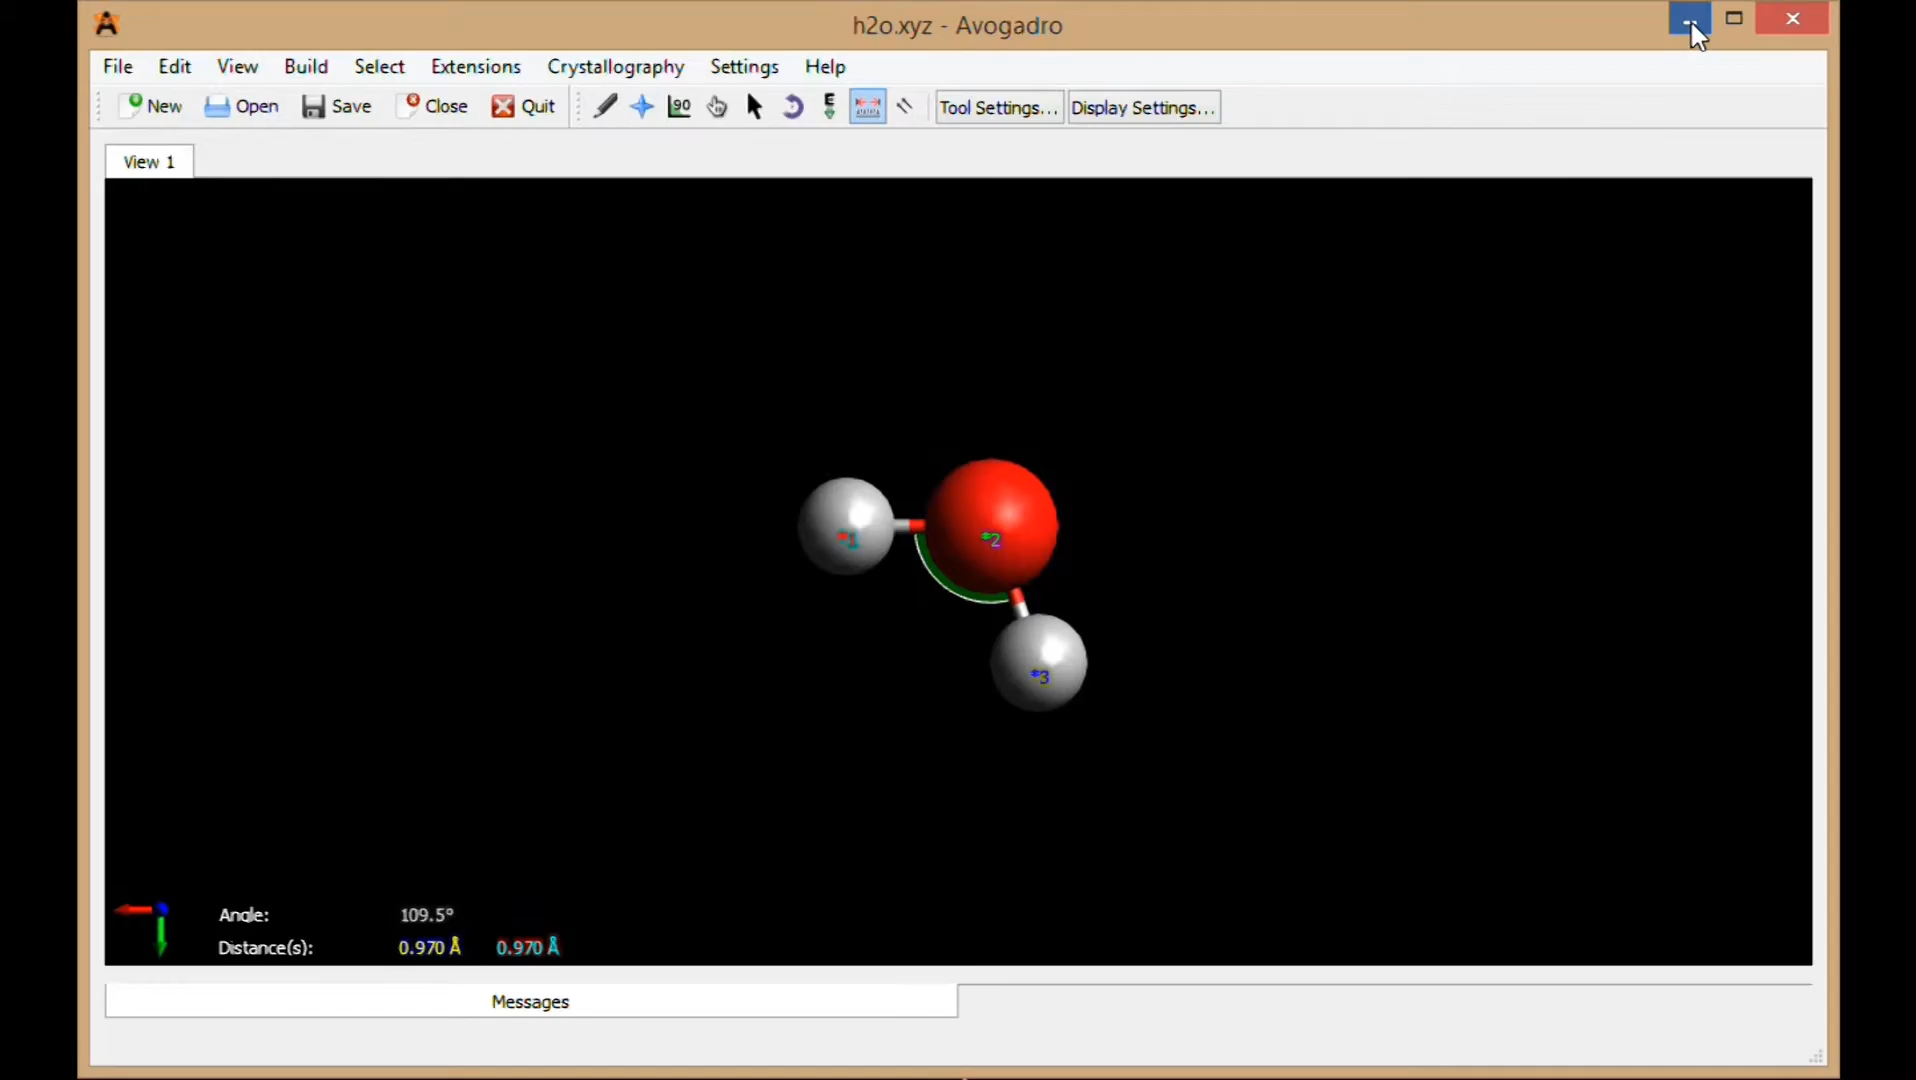 h2o.xyz - Avogadro
File Edit View Build Select Extensions Crystallography Settings Help
New Open Save Close Quit 90 E Tool Settings... Display Settings...
View 1
*1
*2
*3
Angle: 109.5°
Distance(s): 0.970 Å 0.970 Å
Messages